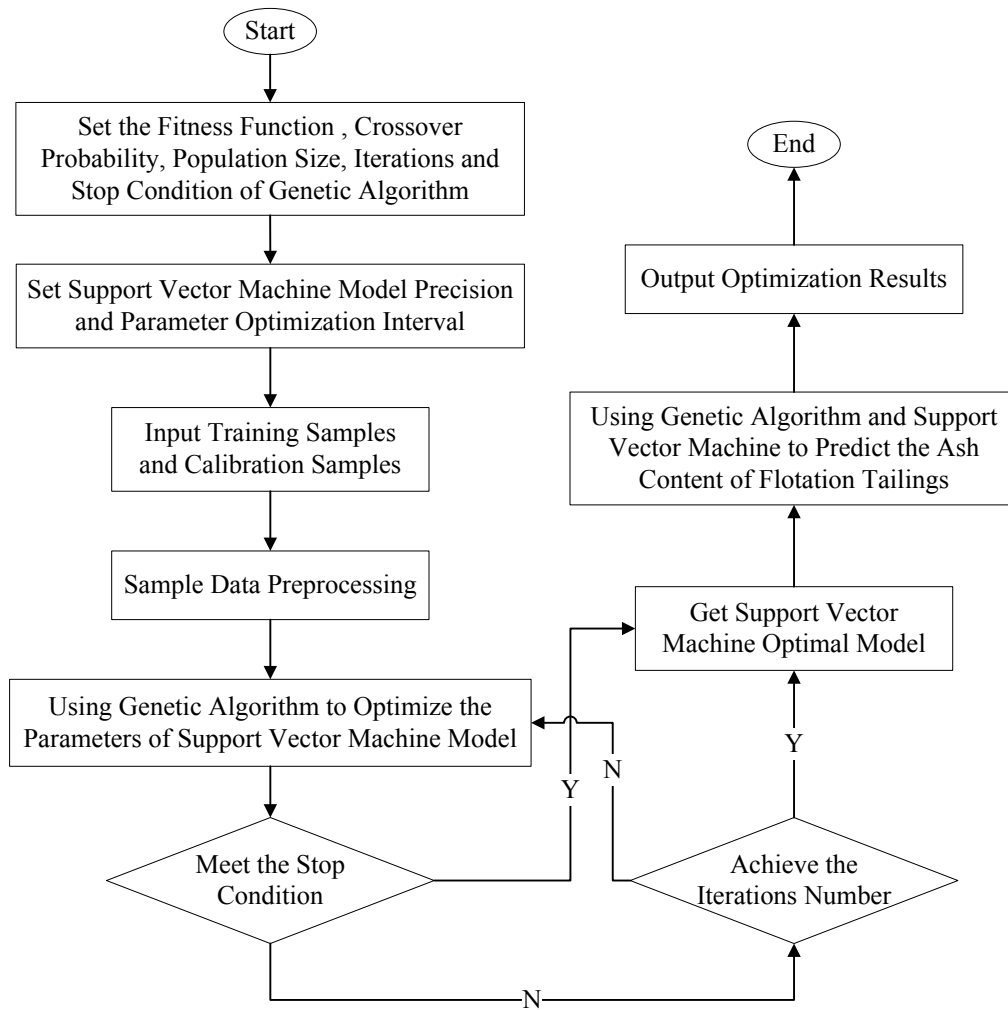 Start
Set the Fitness Function , Crossover
Probability, Population Size, Iterations and
Stop Condition of Genetic Algorithm
Set Support Vector Machine Model Precision
and Parameter Optimization Interval
Input Training Samples
and Calibration Samples
Sample Data Preprocessing
Using Genetic Algorithm to Optimize the
Parameters of Support Vector Machine Model
Meet the Stop
Condition
Y
N
N
Achieve the
Iterations Number
Y
Get Support Vector
Machine Optimal Model
Using Genetic Algorithm and Support
Vector Machine to Predict the Ash
Content of Flotation Tailings
Output Optimization Results
End